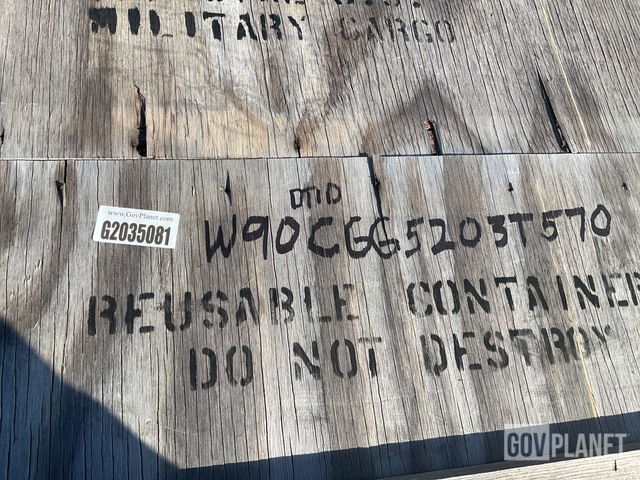 MILITARY CARGO
DTID
www.GovPlanet.com
G2035081
W90CGG5203T570
REUSABLE CONTAINER
DO NOT DESTROY
GOVPLANET